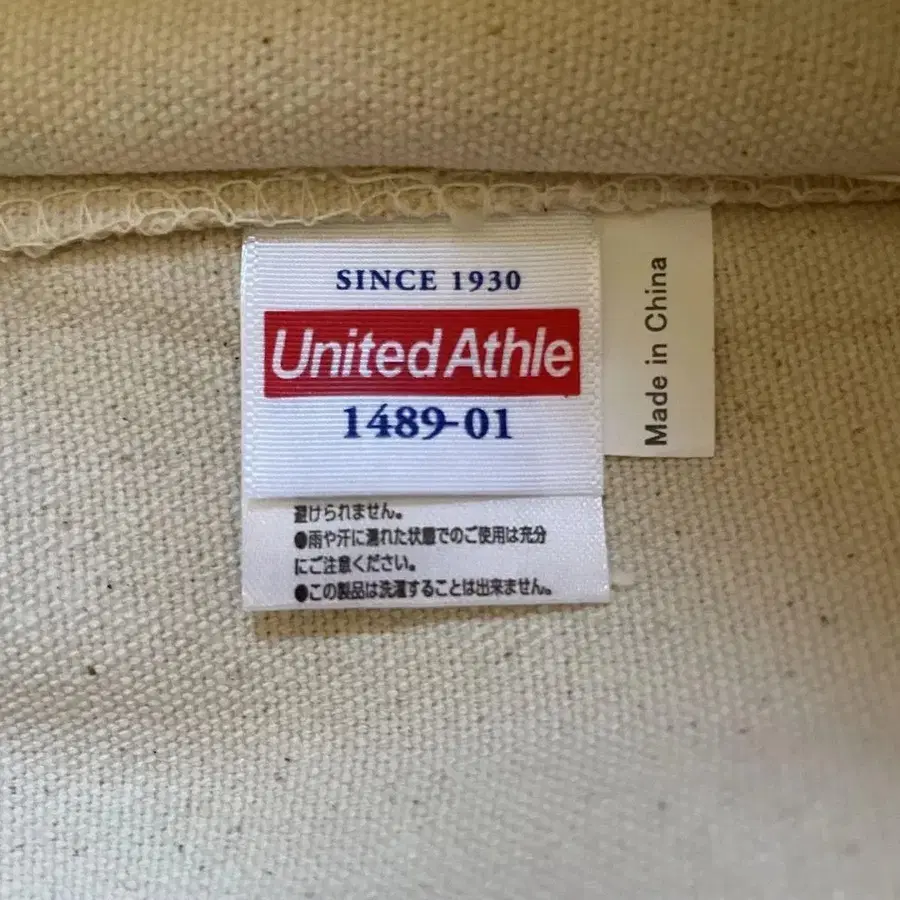 SINCE 1930
United Athle
1489-01
避けられません。
●雨や汗に濡れた状態でのご使用は充分
にご注意ください。
●この製品は洗濯することは出来ません。
Made in China